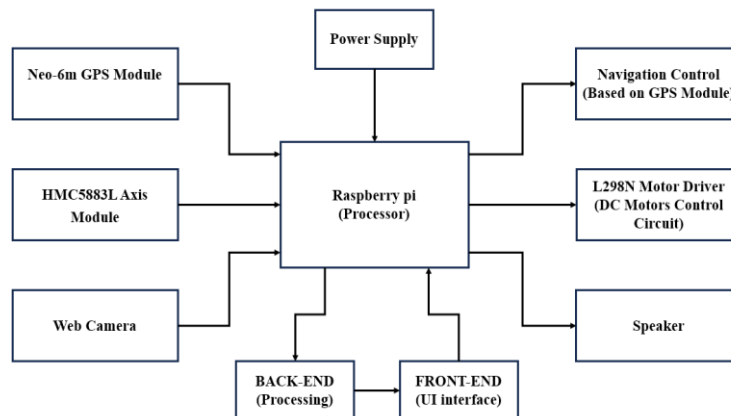 Power Supply
Neo-6m GPS Module
Navigation Control
(Based on GPS Module)
HMC5883L Axis
Module
Raspberry pi
(Processor)
L298N Motor Driver
(DC Motors Control
Circuit)
Web Camera
Speaker
BACK-END
(Processing)
FRONT-END
(UI interface)